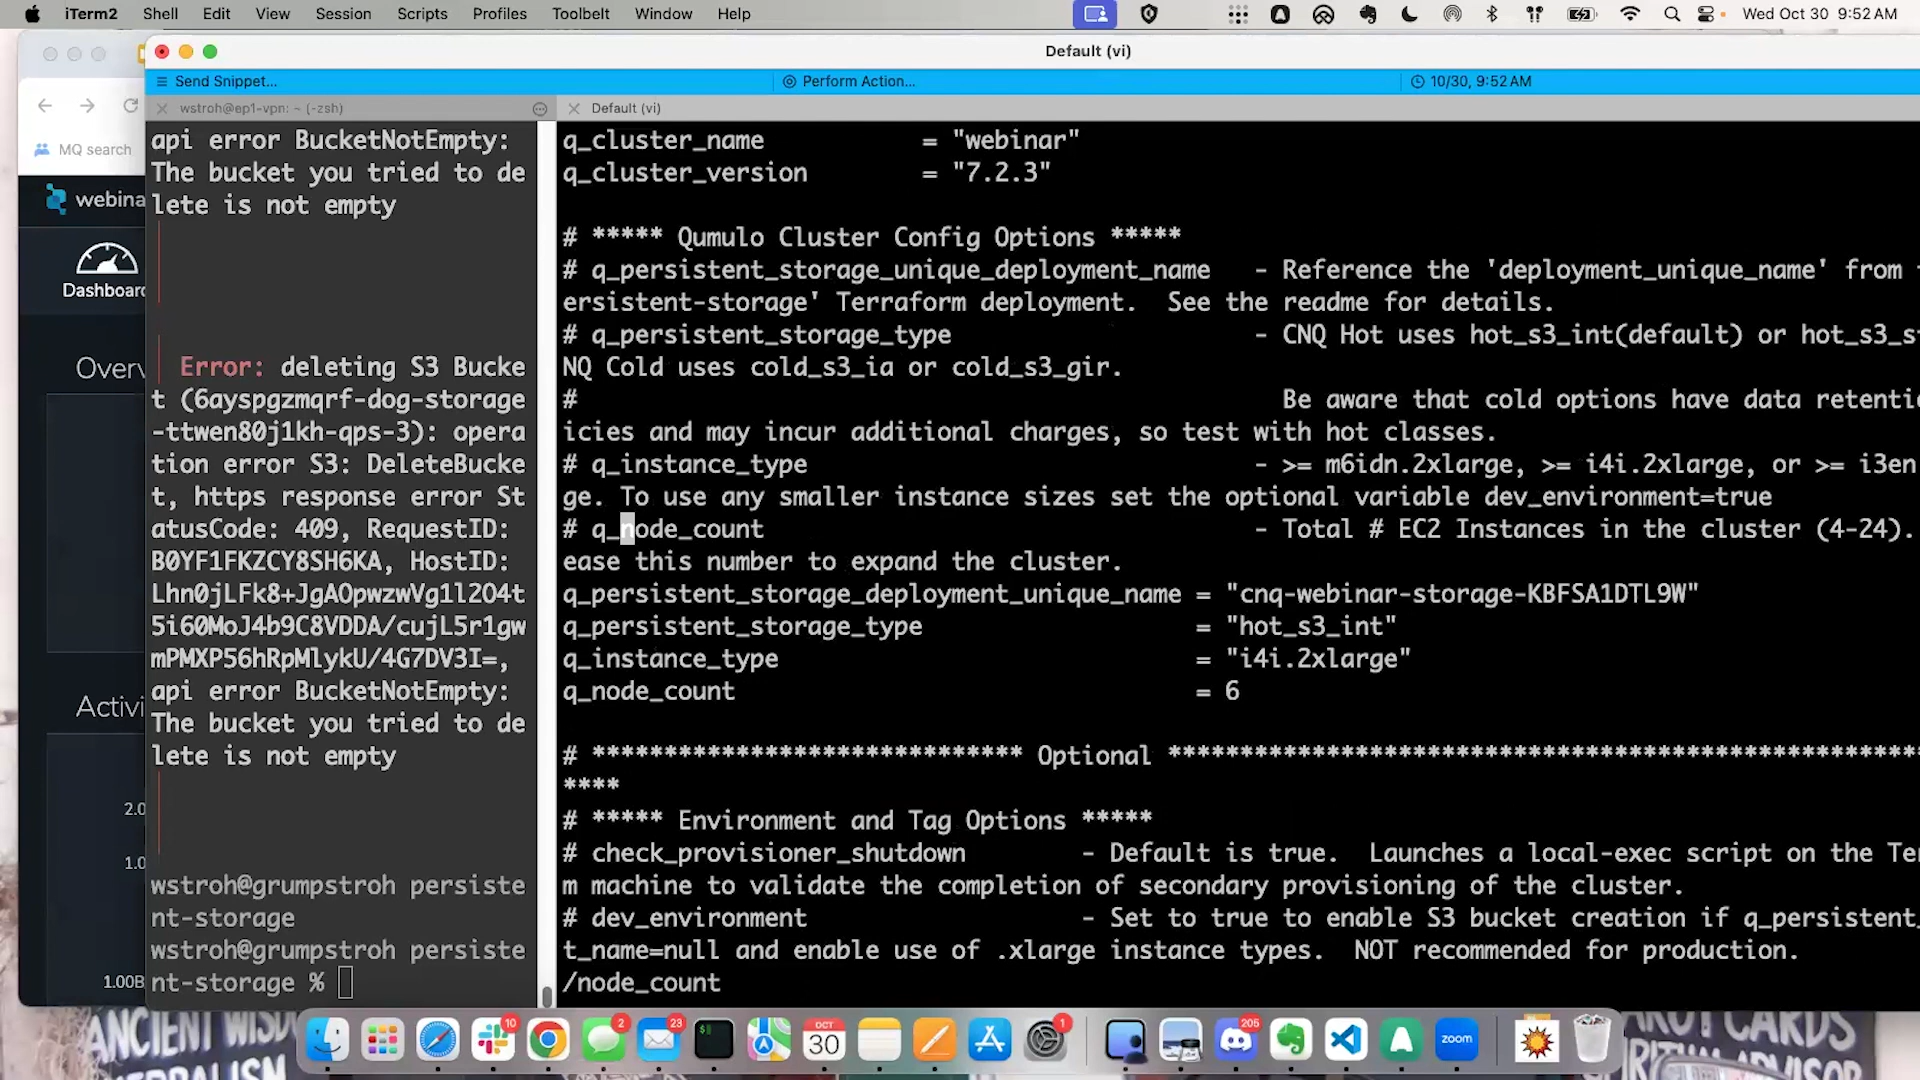 iTerm2 Shell Edit View Session Scripts Profiles Toolbelt Window Help Wed Oct 30 9:52 AM
Default (vi)
Send Snippet... Perform Action... 10/30, 9:52 AM
wstroh@ep1-vpn: ~ (-zsh) Default (vi)
MQ search
webina
Dashboard
Overv
Activi
2.0
1.0
1.00B
api error BucketNotEmpty:
The bucket you tried to de
lete is not empty
Error: deleting S3 Bucke
t (6ayspgzmqrf-dog-storage
-ttwen80j1kh-qps-3): opera
tion error S3: DeleteBucke
t, https response error St
atusCode: 409, RequestID:
B0YF1FKZCY8SH6KA, HostID:
Lhn0jLFk8+JgAOpwzwVg1l2O4t
5i60MoJ4b9C8VDDA/cujL5r1gw
mPMXP56hRpMlykU/4G7DV3I=,
api error BucketNotEmpty:
The bucket you tried to de
lete is not empty
wstroh@grumpstroh persiste
nt-storage
wstroh@grumpstroh persiste
nt-storage %
q_cluster_name = "webinar"
q_cluster_version = "7.2.3"
# ***** Qumulo Cluster Config Options *****
# q_persistent_storage_unique_deployment_name - Reference the 'deployment_unique_name' from
ersistent-storage' Terraform deployment. See the readme for details.
# q_persistent_storage_type - CNQ Hot uses hot_s3_int(default) or hot_s3_s
NQ Cold uses cold_s3_ia or cold_s3_gir.
# Be aware that cold options have data retenti
icies and may incur additional charges, so test with hot classes.
# q_instance_type - >= m6idn.2xlarge, >= i4i.2xlarge, or >= i3en
ge. To use any smaller instance sizes set the optional variable dev_environment=true
# q_node_count - Total # EC2 Instances in the cluster (4-24).
ease this number to expand the cluster.
q_persistent_storage_deployment_unique_name = "cnq-webinar-storage-KBFSA1DTL9W"
q_persistent_storage_type = "hot_s3_int"
q_instance_type = "i4i.2xlarge"
q_node_count = 6
# ****************************** Optional ****************************************************
****
# ***** Environment and Tag Options *****
# check_provisioner_shutdown - Default is true. Launches a local-exec script on the Te
m machine to validate the completion of secondary provisioning of the cluster.
# dev_environment - Set to true to enable S3 bucket creation if q_persistent_
t_name=null and enable use of .xlarge instance types. NOT recommended for production.
/node_count
10 2 23 OCT 30 1 205 zoom
ANCIENT WISD
ERBALISM
AROT CARDS